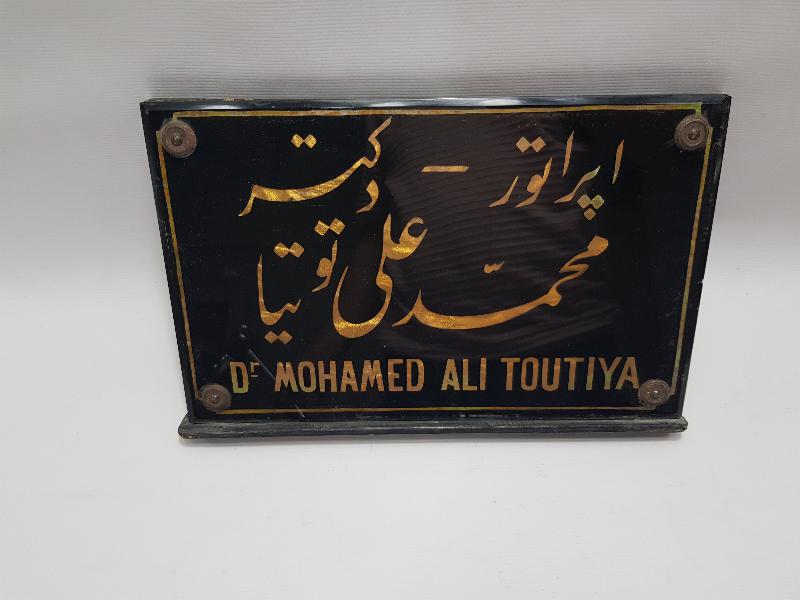 اپراتور - دکتر
محمد علی توتیا
Dr MOHAMED ALI TOUTIYA